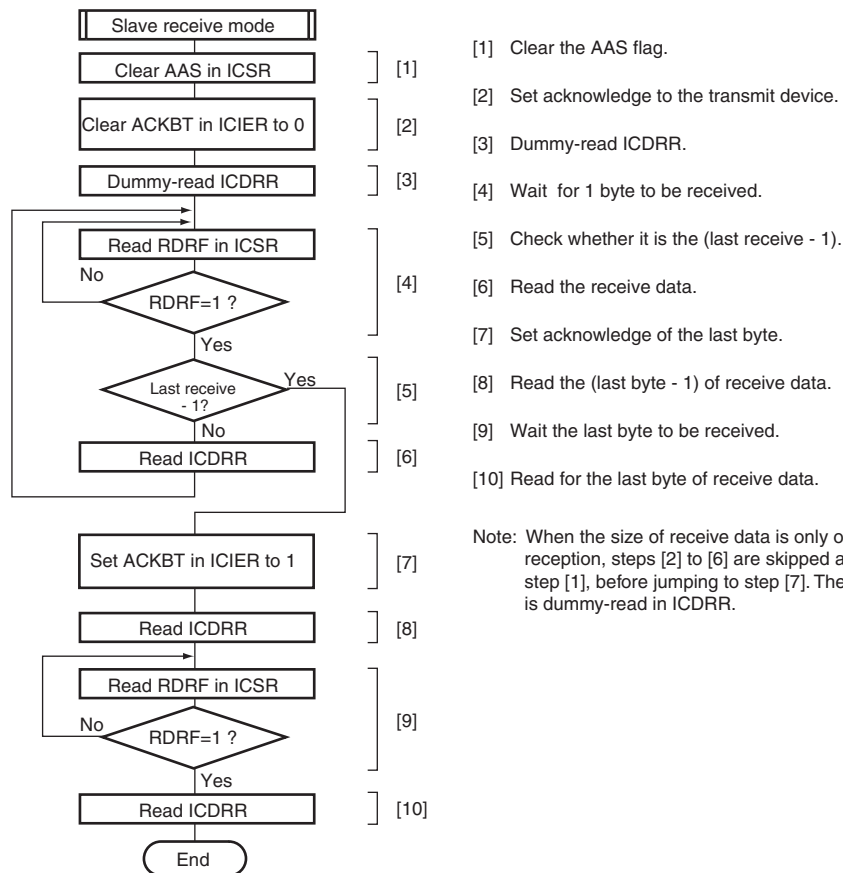 Slave receive mode
Clear AAS in ICSR
[1]
Clear ACKBT in ICIER to 0
[2]
Dummy-read ICDRR
[3]
Read RDRF in ICSR
No
RDRF=1 ?
[4]
Yes
Last receive
- 1?
Yes
[5]
No
Read ICDRR
[6]
Set ACKBT in ICIER to 1
[7]
Read ICDRR
[8]
Read RDRF in ICSR
No
RDRF=1 ?
[9]
Yes
Read ICDRR
[10]
End
[1] Clear the AAS flag.
[2] Set acknowledge to the transmit device.
[3] Dummy-read ICDRR.
[4] Wait for 1 byte to be received.
[5] Check whether it is the (last receive - 1).
[6] Read the receive data.
[7] Set acknowledge of the last byte.
[8] Read the (last byte - 1) of receive data.
[9] Wait the last byte to be received.
[10] Read for the last byte of receive data.
Note: When the size of receive data is only
reception, steps [2] to [6] are skipped
step [1], before jumping to step [7]. The
is dummy-read in ICDRR.